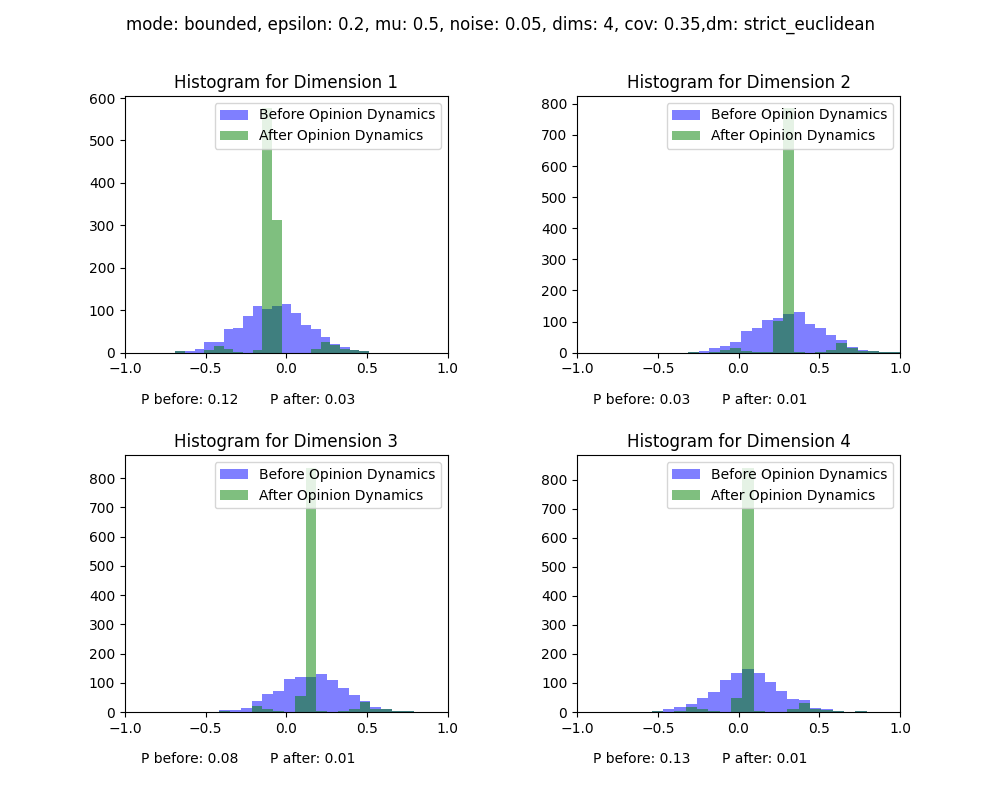 mode: bounded, epsilon: 0.2, mu: 0.5, noise: 0.05, dims: 4, cov: 0.35,dm: strict_euclidean
Histogram for Dimension 1
Before Opinion Dynamics
After Opinion Dynamics
600
500
400
300
200
100
0
−1.0 −0.5 0.0 0.5 1.0
P before: 0.12 P after: 0.03
Histogram for Dimension 2
Before Opinion Dynamics
After Opinion Dynamics
800
700
600
500
400
300
200
100
0
−1.0 −0.5 0.0 0.5 1.0
P before: 0.03 P after: 0.01
Histogram for Dimension 3
Before Opinion Dynamics
After Opinion Dynamics
800
700
600
500
400
300
200
100
0
−1.0 −0.5 0.0 0.5 1.0
P before: 0.08 P after: 0.01
Histogram for Dimension 4
Before Opinion Dynamics
After Opinion Dynamics
800
700
600
500
400
300
200
100
0
−1.0 −0.5 0.0 0.5 1.0
P before: 0.13 P after: 0.01